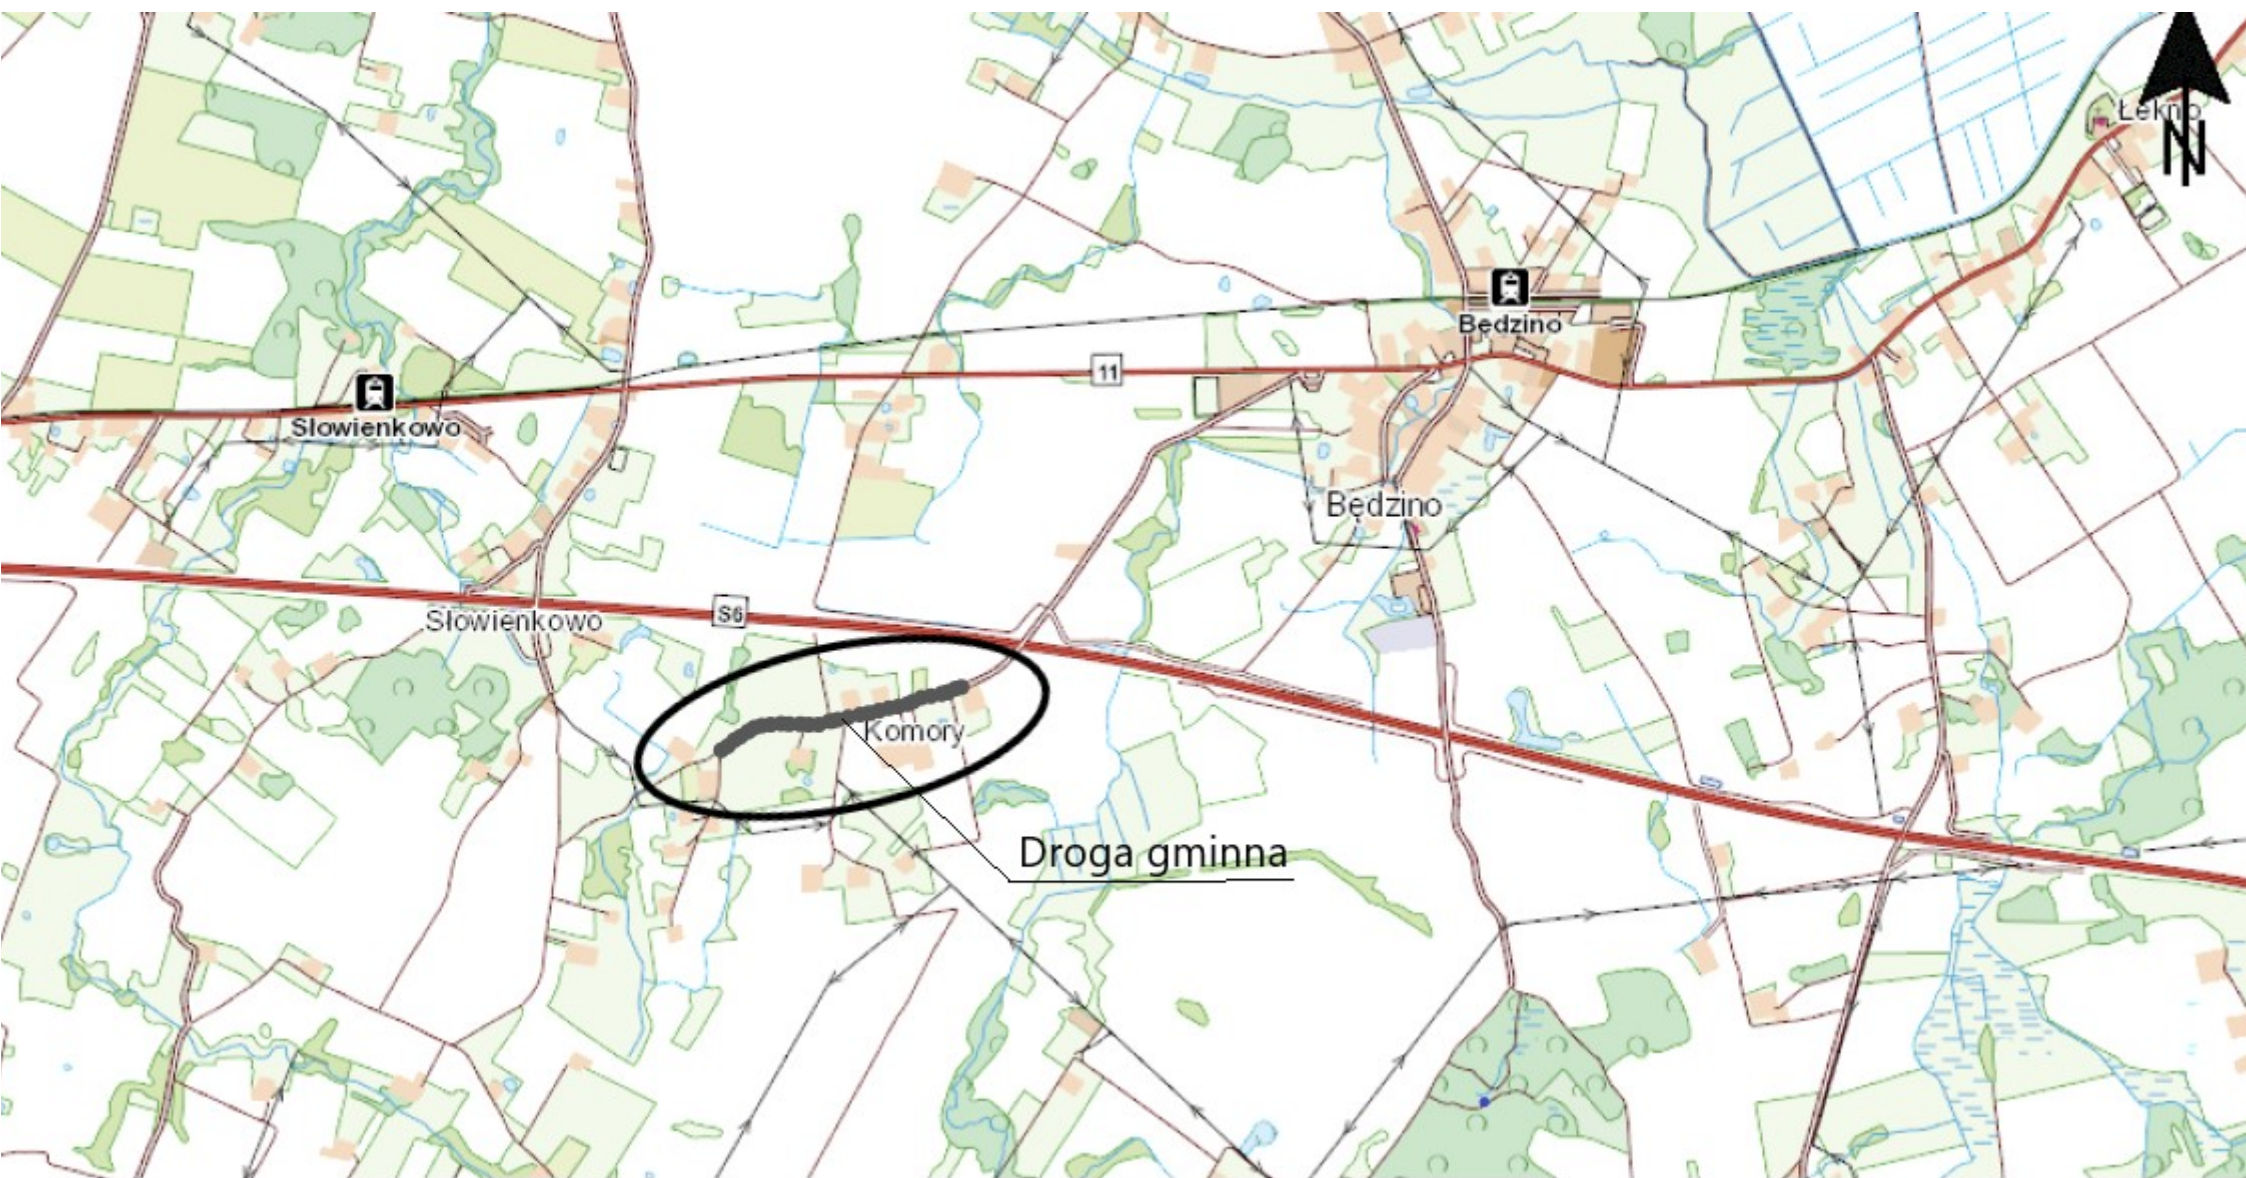 Łekno
N
Będzino
11
Słowienkowo
Będzino
S6
Słowienkowo
Komory
Droga gminna